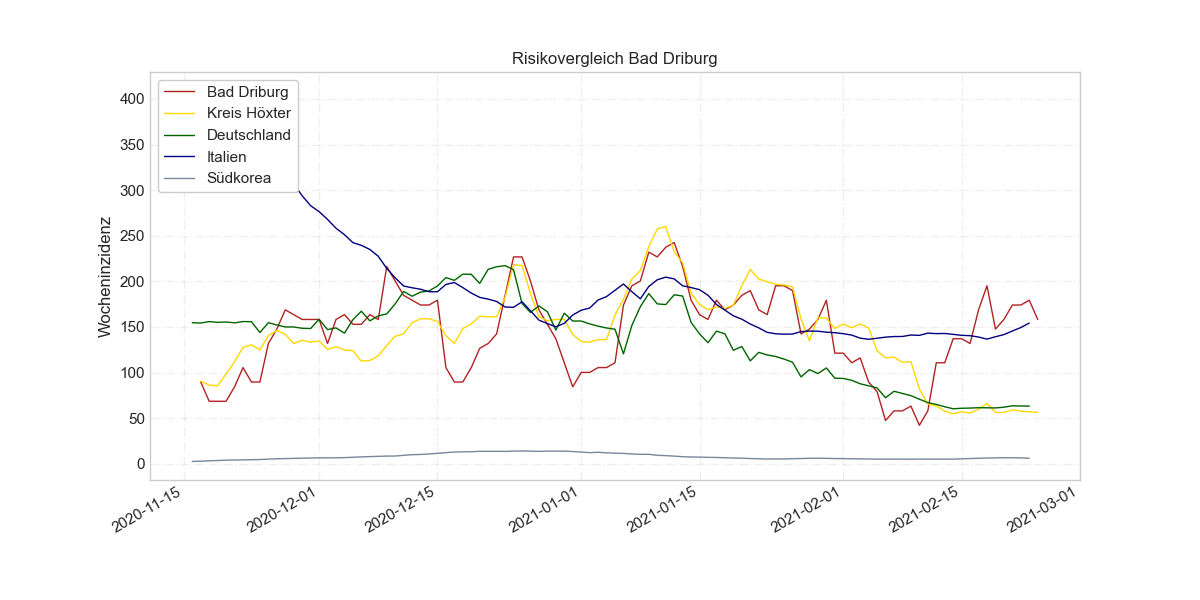 Risikovergleich Bad Driburg
Bad Driburg
Kreis Höxter
Deutschland
Italien
Südkorea
Wocheninzidenz
400
350
300
250
200
150
100
50
0
2020-11-15
2020-12-01
2020-12-15
2021-01-01
2021-01-15
2021-02-01
2021-02-15
2021-03-01